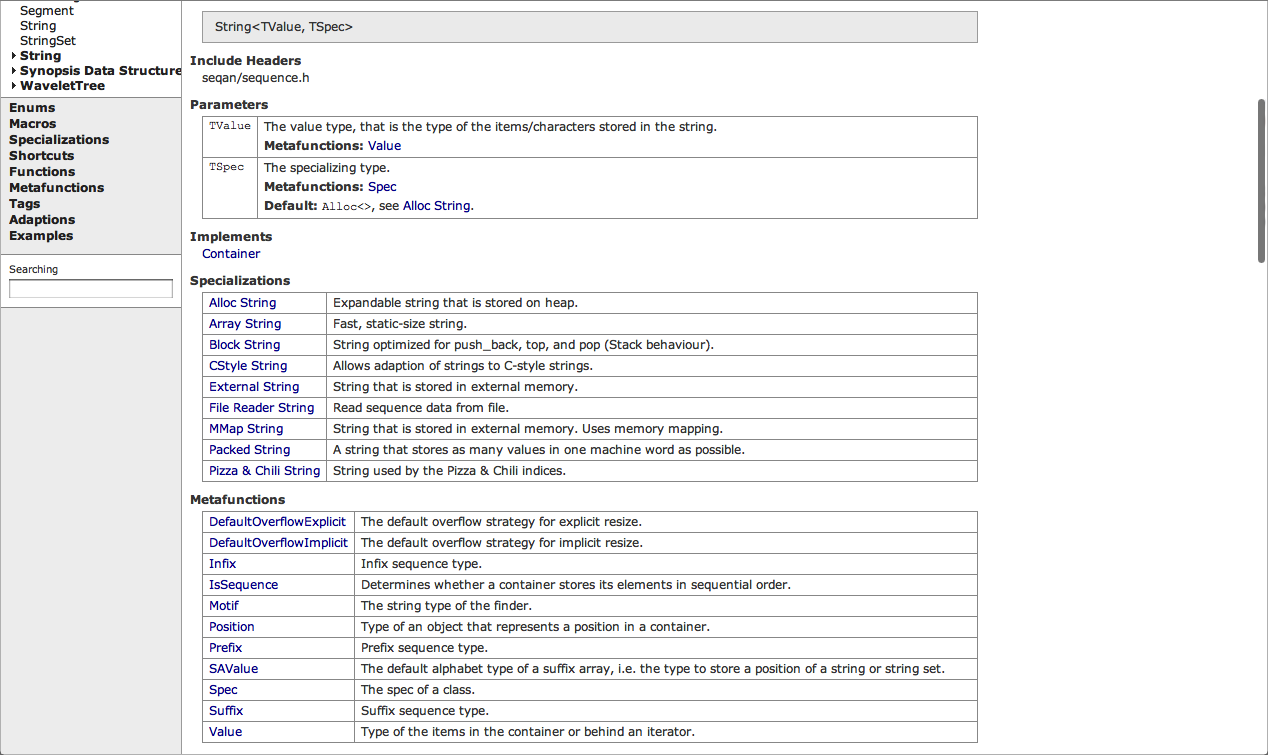 Segment
String
StringSet
String
Synopsis Data Structure
WaveletTree
Enums
Macros
Specializations
Shortcuts
Functions
Metafunctions
Tags
Adaptions
Examples
Searching
String<TValue, TSpec>
Include Headers
seqan/sequence.h
Parameters
TValue The value type, that is the type of the items/characters stored in the string.
Metafunctions: Value
TSpec The specializing type.
Metafunctions: Spec
Default: Alloc<>, see Alloc String.
Implements
Container
Specializations
Alloc String Expandable string that is stored on heap.
Array String Fast, static-size string.
Block String String optimized for push_back, top, and pop (Stack behaviour).
CStyle String Allows adaption of strings to C-style strings.
External String String that is stored in external memory.
File Reader String Read sequence data from file.
MMap String String that is stored in external memory. Uses memory mapping.
Packed String A string that stores as many values in one machine word as possible.
Pizza & Chili String String used by the Pizza & Chili indices.
Metafunctions
DefaultOverflowExplicit The default overflow strategy for explicit resize.
DefaultOverflowImplicit The default overflow strategy for implicit resize.
Infix Infix sequence type.
IsSequence Determines whether a container stores its elements in sequential order.
Motif The string type of the finder.
Position Type of an object that represents a position in a container.
Prefix Prefix sequence type.
SAValue The default alphabet type of a suffix array, i.e. the type to store a position of a string or string set.
Spec The spec of a class.
Suffix Suffix sequence type.
Value Type of the items in the container or behind an iterator.